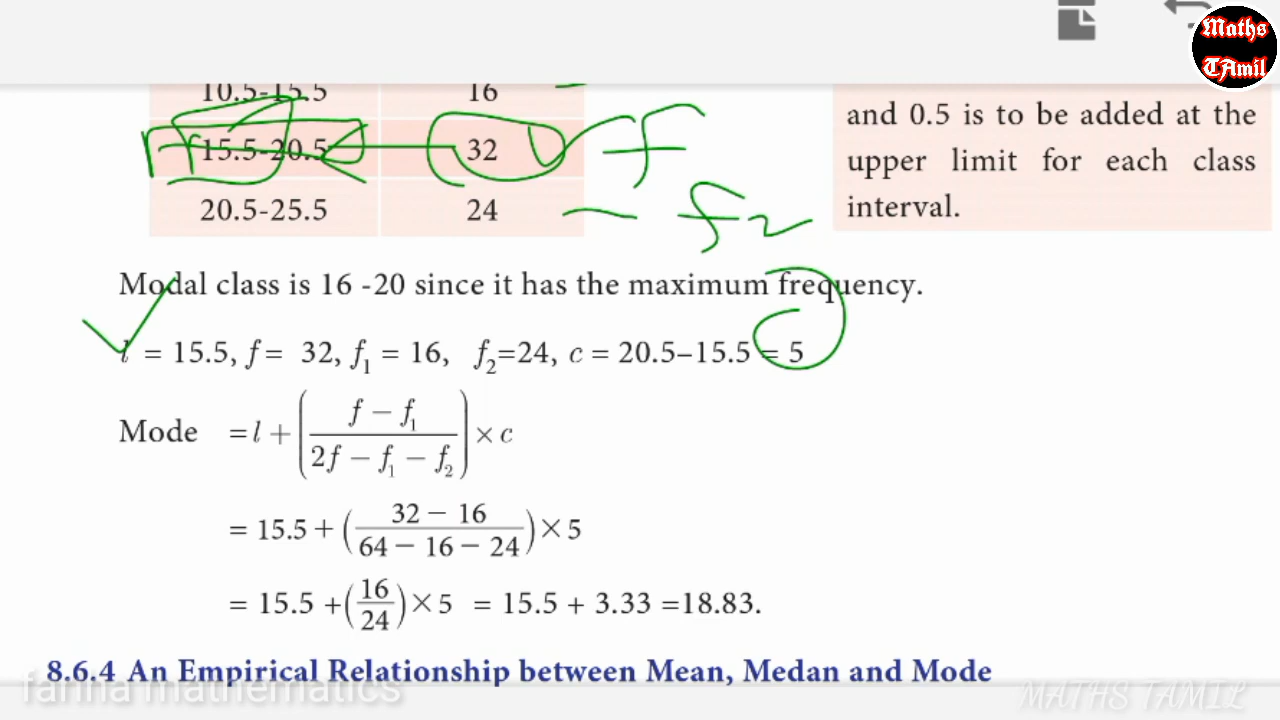 Maths
TAmil
10.5-15.5 16
15.5-20.5 32 f
20.5-25.5 24 – f2
and 0.5 is to be added at the
upper limit for each class
interval.
Modal class is 16 -20 since it has the maximum frequency.
l = 15.5, f = 32, f₁ = 16, f₂=24, c = 20.5–15.5 = 5
Mode = l + ( (f − f₁) / (2f − f₁ − f₂) ) × c
= 15.5 + ( (32 − 16) / (64 − 16 − 24) ) × 5
= 15.5 + (16/24) × 5 = 15.5 + 3.33 =18.83.
8.6.4 An Empirical Relationship between Mean, Medan and Mode
farina mathematics
MATHS TAMIL